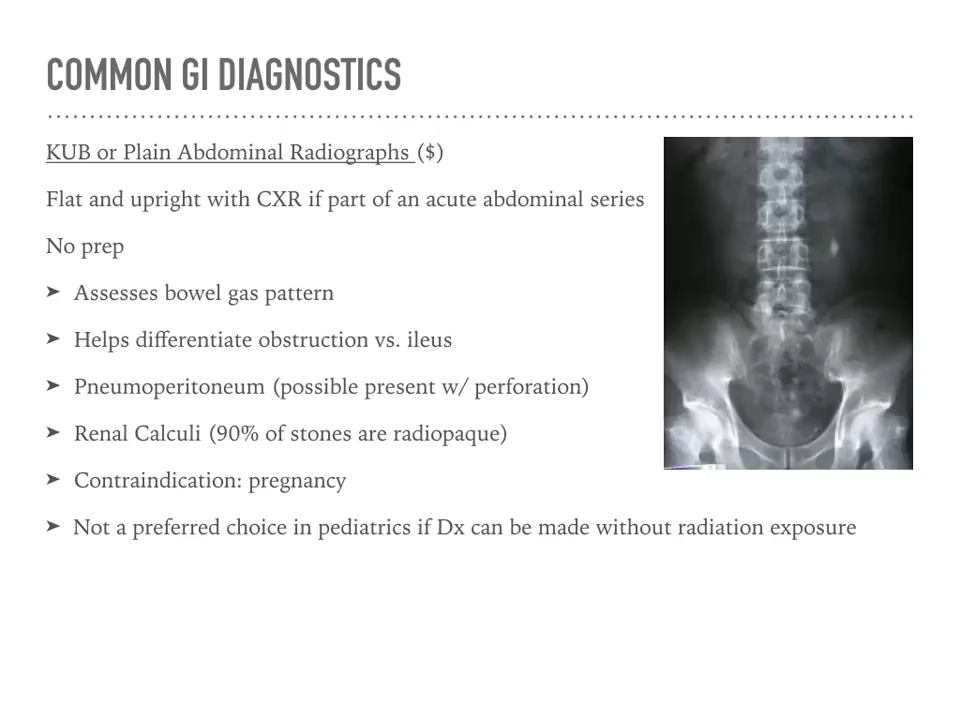 COMMON GI DIAGNOSTICS
KUB or Plain Abdominal Radiographs ($)
Flat and upright with CXR if part of an acute abdominal series
No prep
➤ Assesses bowel gas pattern
➤ Helps differentiate obstruction vs. ileus
➤ Pneumoperitoneum (possible present w/ perforation)
➤ Renal Calculi (90% of stones are radiopaque)
➤ Contraindication: pregnancy
➤ Not a preferred choice in pediatrics if Dx can be made without radiation exposure